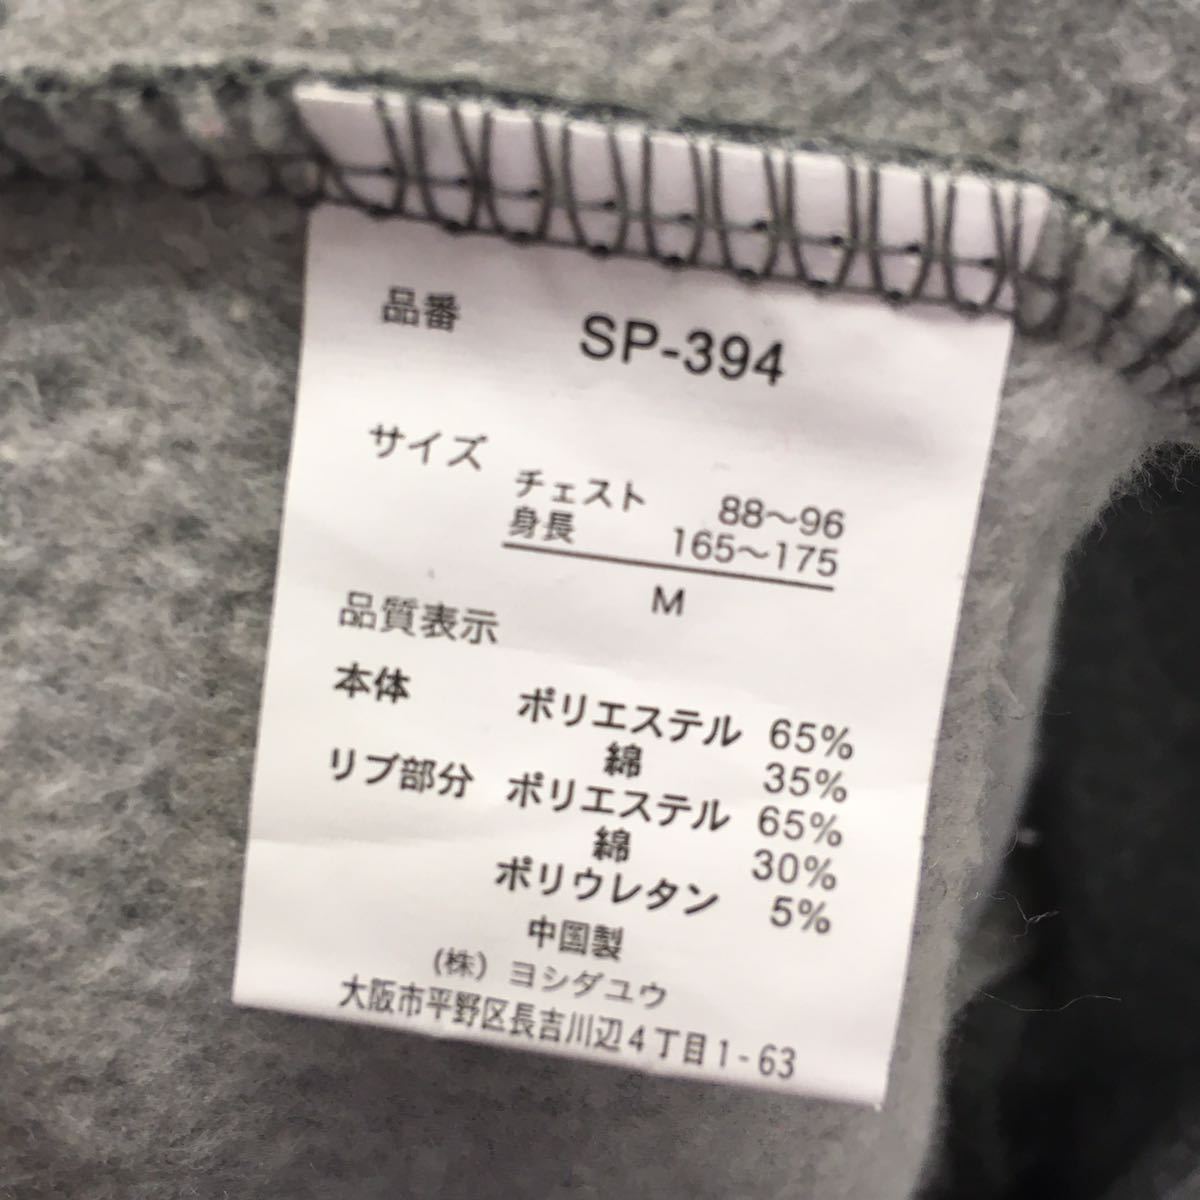 品番 SP-394
サイズ
チェスト 88～96
身長 165～175
M
品質表示
本体 ポリエステル 65%
綿 35%
リブ部分 ポリエステル 65%
綿 30%
ポリウレタン 5%
中国製
(株) ヨシダユウ
大阪市平野区長吉川辺4丁目1-63